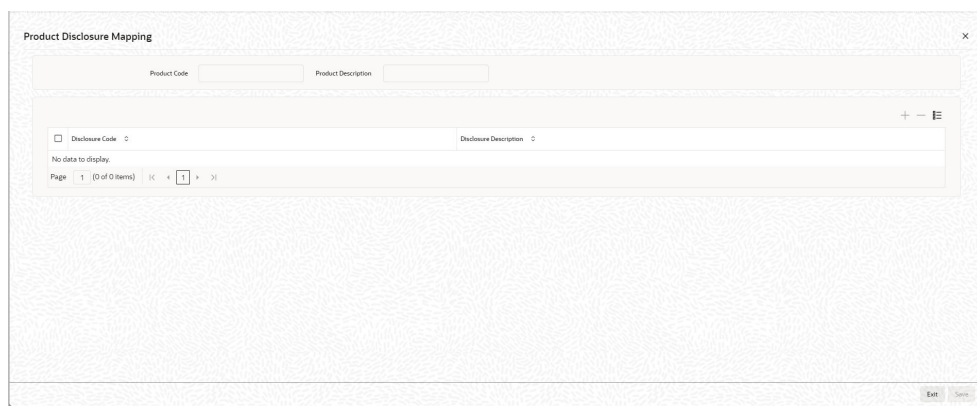 Product Disclosure Mapping
Product Code Product Description
Disclosure Code Disclosure Description
No data to display.
Page 1 (0 of 0 items) 1
Exit Save